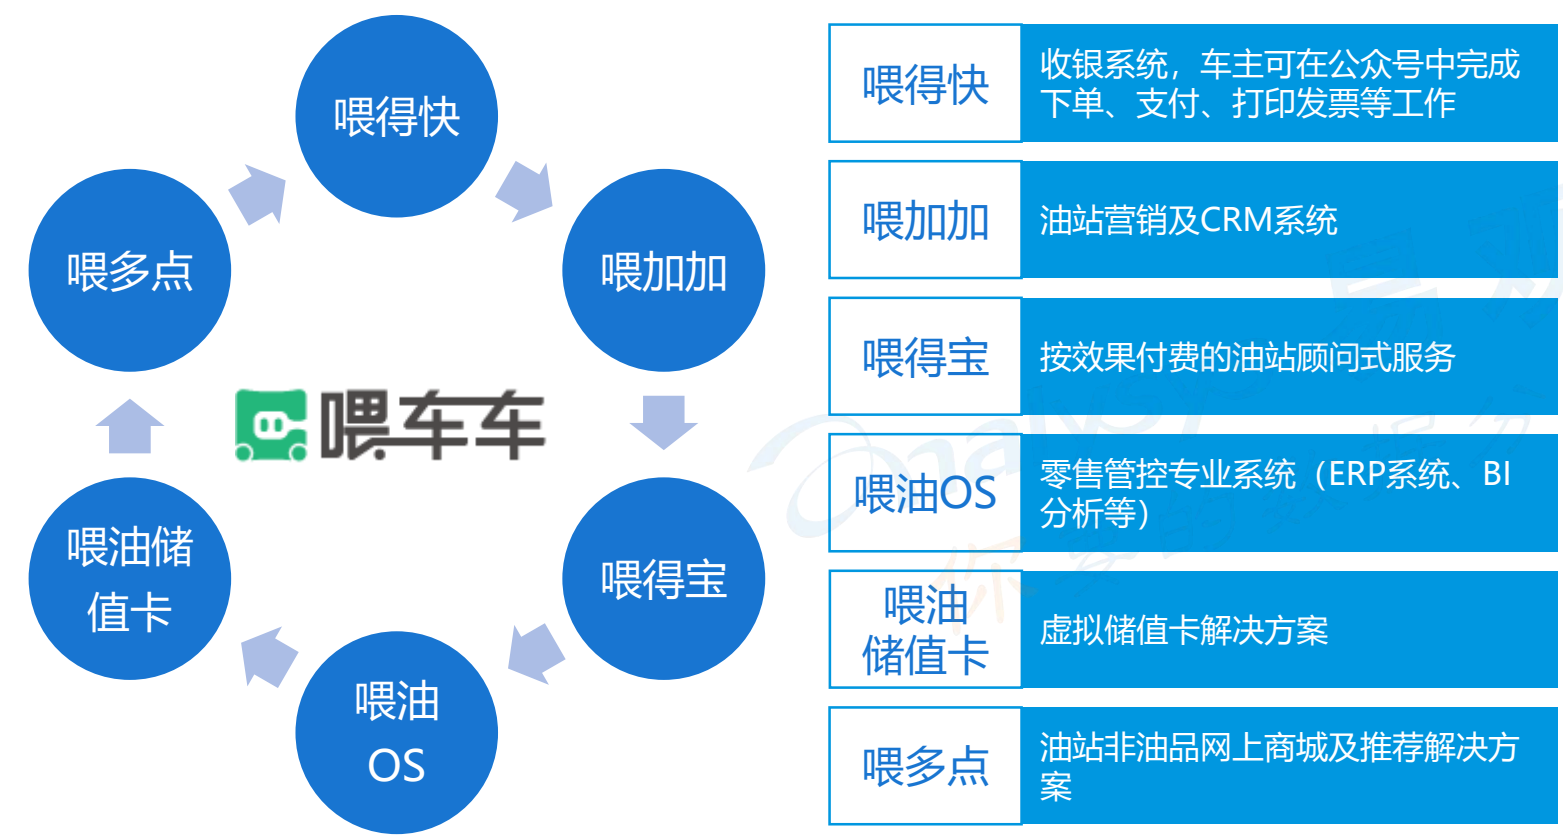 喂得快
喂加加
喂得宝
喂油
OS
喂油储
值卡
喂多点
喂车车
喂得快
收银系统，车主可在公众号中完成
下单、支付、打印发票等工作
喂加加
油站营销及CRM系统
喂得宝
按效果付费的油站顾问式服务
喂油OS
零售管控专业系统（ERP系统、BI
分析等）
喂油
储值卡
虚拟储值卡解决方案
喂多点
油站非油品网上商城及推荐解决方
案